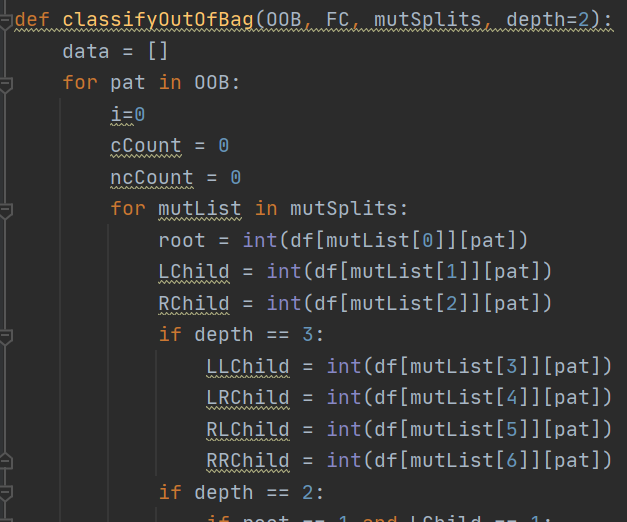 def classifyOutOfBag(OOB, FC, mutSplits, depth=2):
    data = []
    for pat in OOB:
        i=0
        cCount = 0
        ncCount = 0
        for mutList in mutSplits:
            root = int(df[mutList[0]][pat])
            LChild = int(df[mutList[1]][pat])
            RChild = int(df[mutList[2]][pat])
            if depth == 3:
                LLChild = int(df[mutList[3]][pat])
                LRChild = int(df[mutList[4]][pat])
                RLChild = int(df[mutList[5]][pat])
                RRChild = int(df[mutList[6]][pat])
            if depth == 2:
                if root == 1 and LChild == 1: